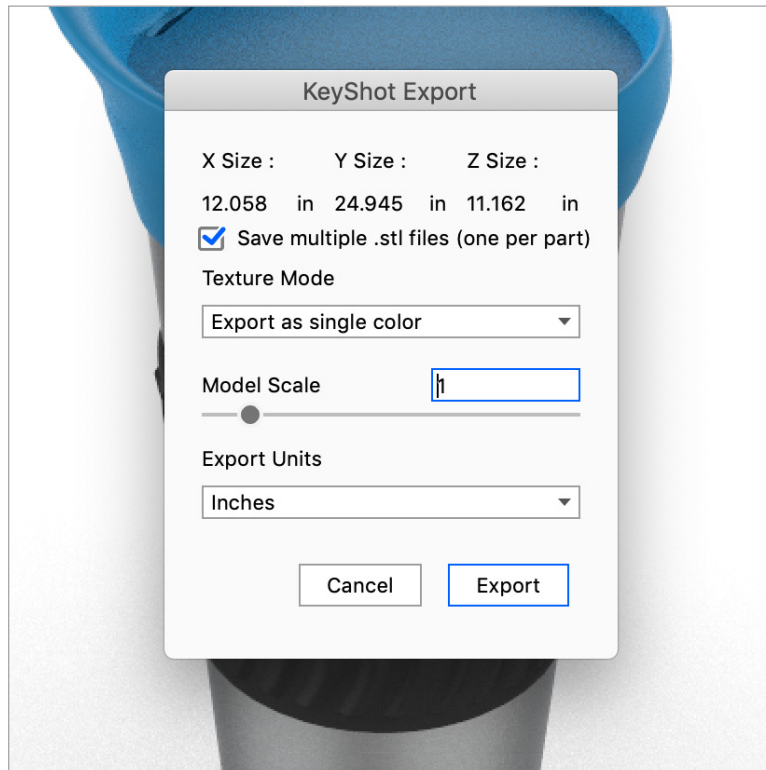 KeyShot Export
X Size : Y Size : Z Size :
12.058 in 24.945 in 11.162 in
Save multiple .stl files (one per part)
Texture Mode
Export as single color
Model Scale 1
Export Units
Inches
Cancel Export